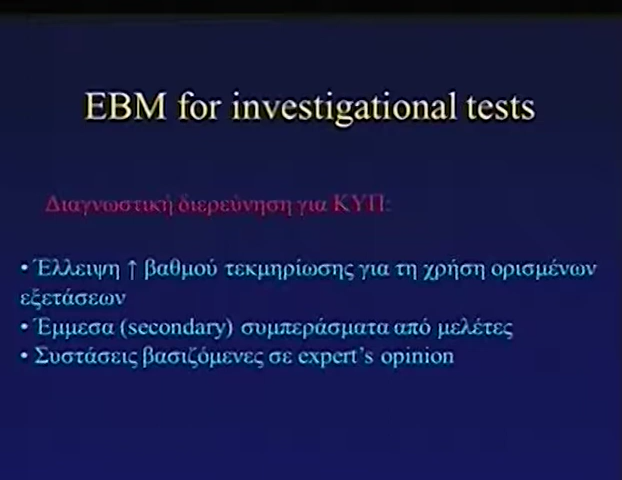 EBM for investigational tests
Διαγνωστική διερεύνηση για ΚΥΠ:
• Έλλειψη ↑ βαθμού τεκμηρίωσης για τη χρήση ορισμένων
εξετάσεων
• Έμμεσα (secondary) συμπεράσματα από μελέτες
• Συστάσεις βασιζόμενες σε expert’s opinion